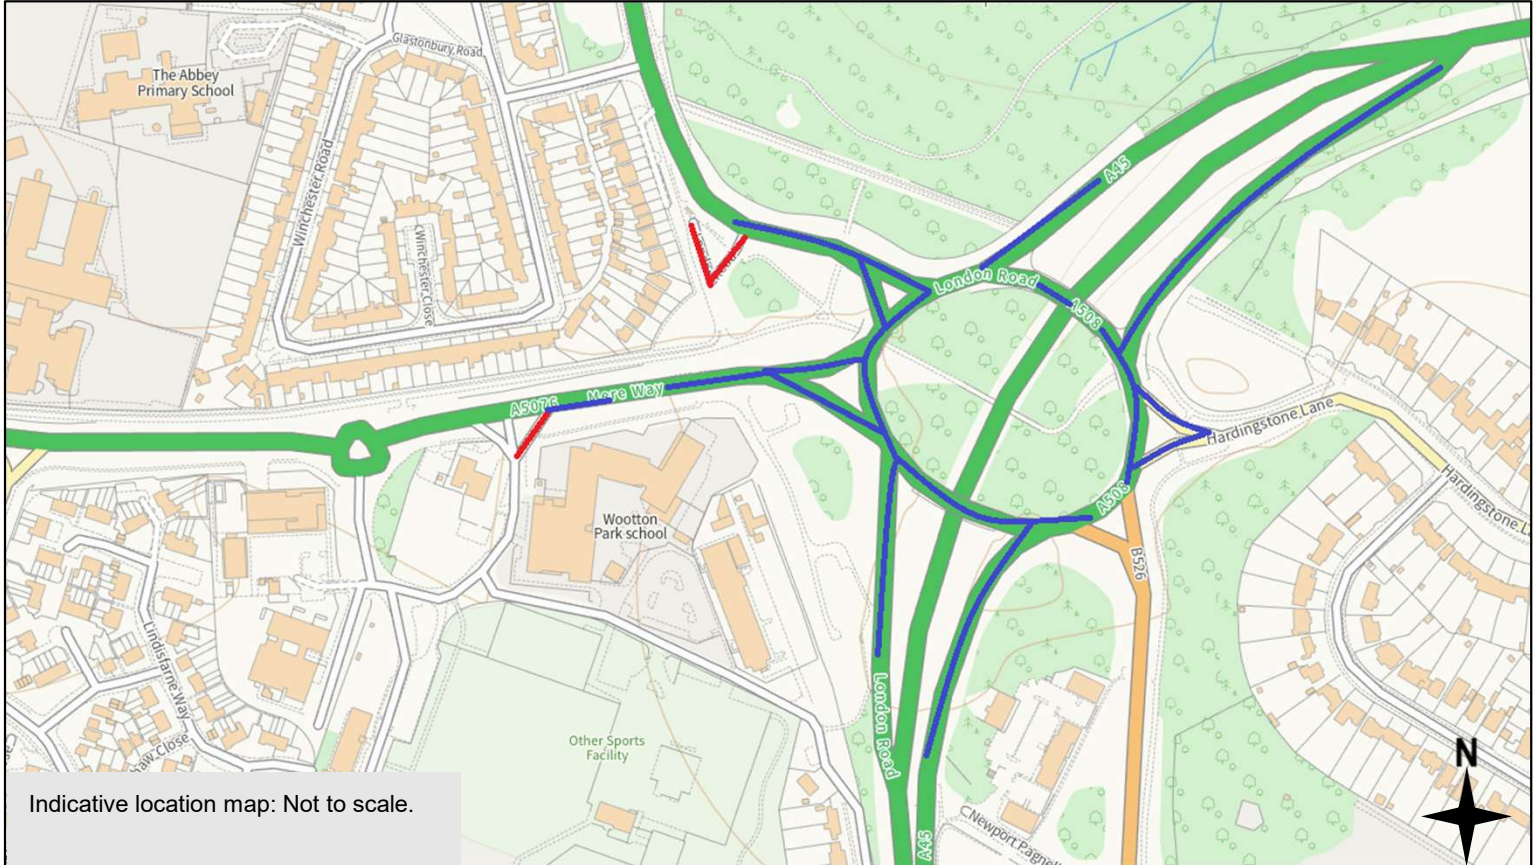 Glastonbury Road
The Abbey
Primary School
Winchester Road
Winchester Close
A45
London Road
A508
A5076
Mere Way
Hardingstone Lane
Hardingstone L
A508
B526
Wootton
Park school
Lindisfarne Way
haw Close
London Road
Other Sports
Facility
A45
Newport Pagnell
N
Indicative location map: Not to scale.